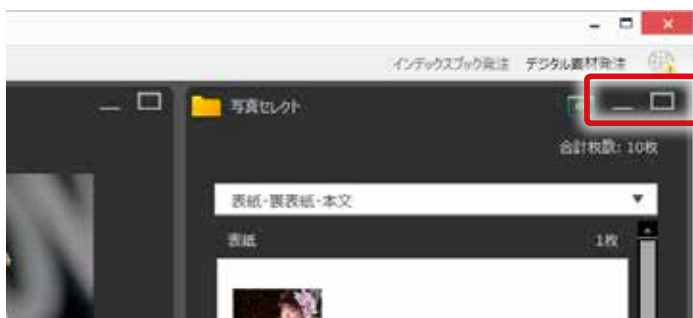 インデックスブック発注 デジタル素材発注
写真セレクト
合計枚数: 10枚
表紙・裏表紙・本文
表紙 1枚